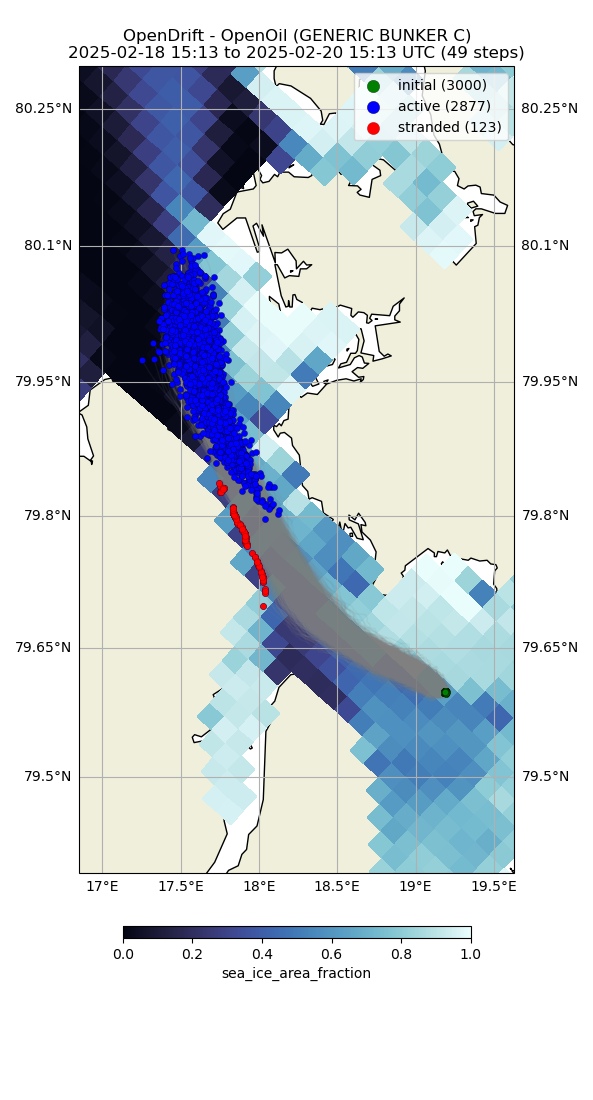 OpenDrift - OpenOil (GENERIC BUNKER C)
2025-02-18 15:13 to 2025-02-20 15:13 UTC (49 steps)
initial (3000)
active (2877)
stranded (123)
80.25°N 80.25°N
80.1°N 80.1°N
79.95°N 79.95°N
79.8°N 79.8°N
79.65°N 79.65°N
79.5°N 79.5°N
17°E 17.5°E 18°E 18.5°E 19°E 19.5°E
0.0 0.2 0.4 0.6 0.8 1.0
sea_ice_area_fraction